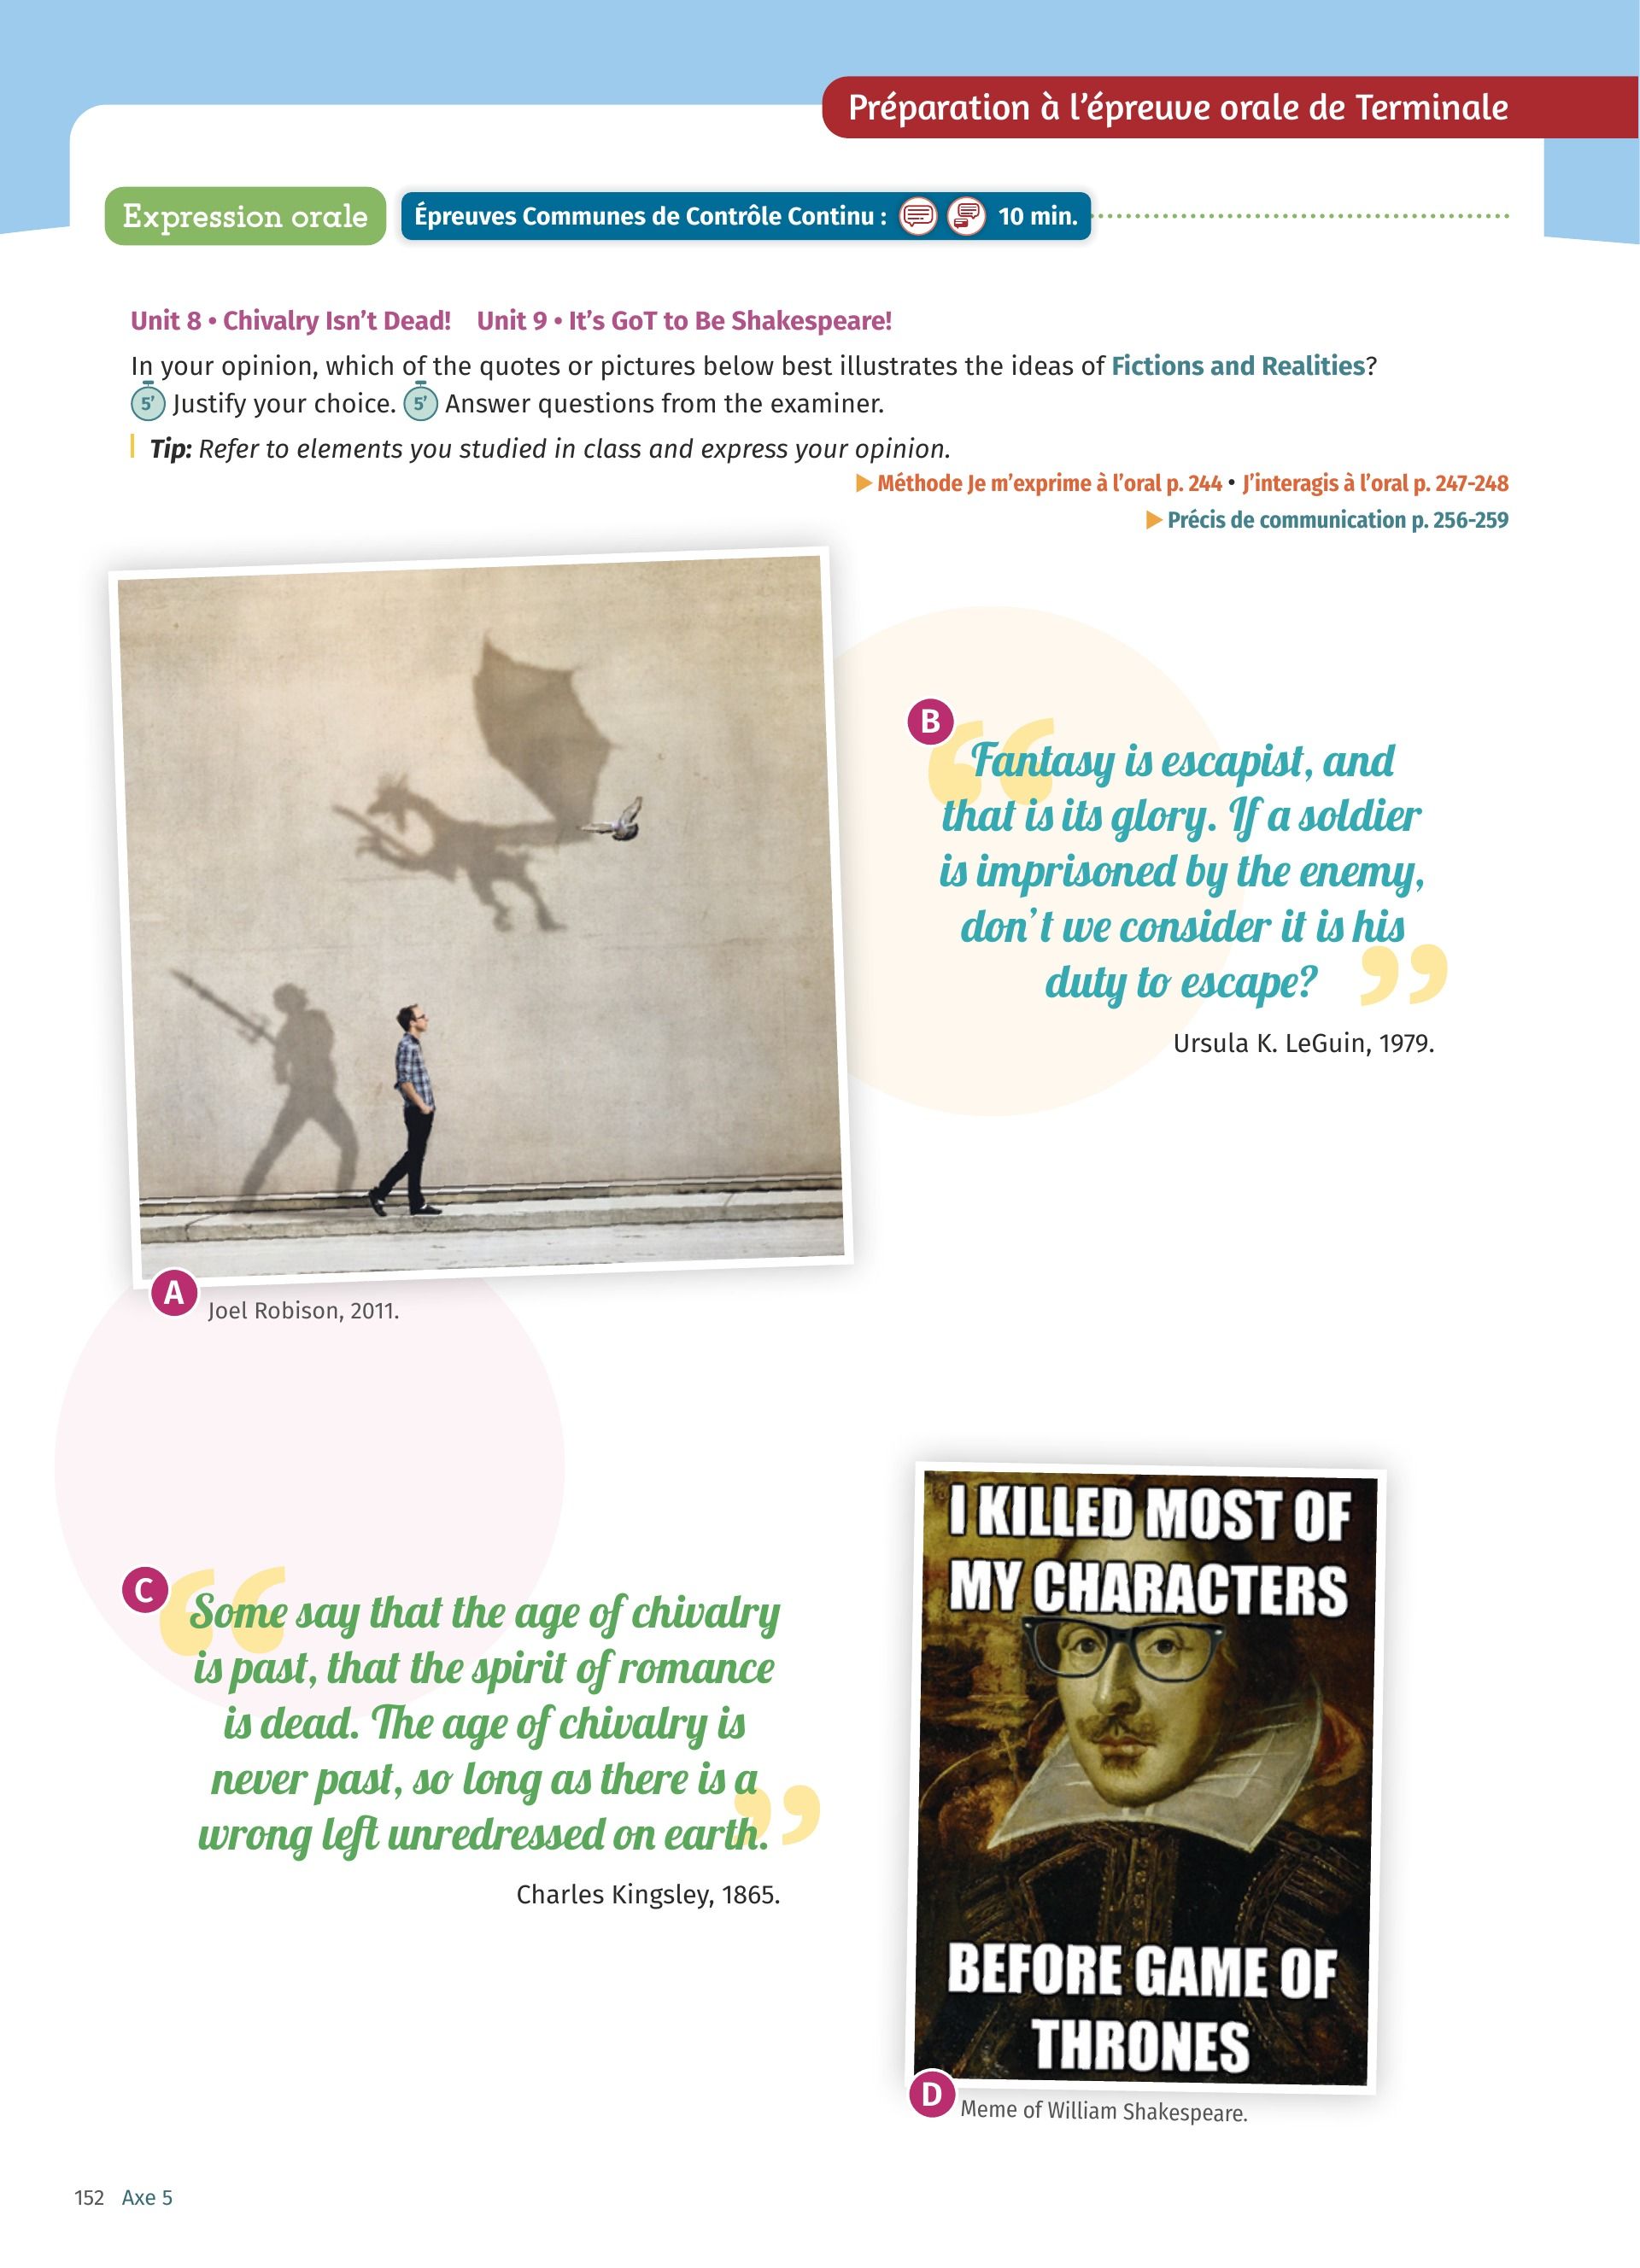 Préparation à l'épreuve orale de Terminale
Expression orale
Épreuves Communes de Contrôle Continu : 10 min.
Unit 8 • Chivalry Isn't Dead! Unit 9 • It's GoT to Be Shakespeare!
In your opinion, which of the quotes or pictures below best illustrates the ideas of Fictions and Realities?
5' Justify your choice. 5' Answer questions from the examiner.
Tip: Refer to elements you studied in class and express your opinion.
▶ Méthode Je m'exprime à l'oral p. 244 • J'interagis à l'oral p. 247-248
▶ Précis de communication p. 256-259
A
Joel Robison, 2011.
B
“Fantasy is escapist, and
that is its glory. If a soldier
is imprisoned by the enemy,
don't we consider it is his
duty to escape?”
Ursula K. LeGuin, 1979.
C
“Some say that the age of chivalry
is past, that the spirit of romance
is dead. The age of chivalry is
never past, so long as there is a
wrong left unredressed on earth.”
Charles Kingsley, 1865.
I KILLED MOST OF
MY CHARACTERS
BEFORE GAME OF
THRONES
D
Meme of William Shakespeare.
152 Axe 5